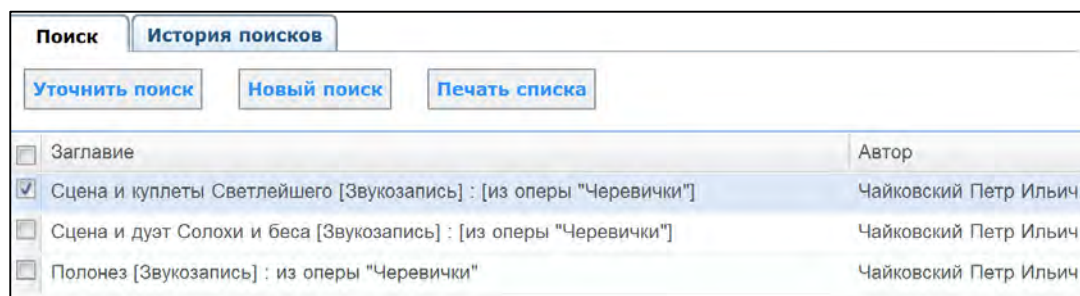 Поиск История поисков
Уточнить поиск Новый поиск Печать списка
Заглавие Автор
Сцена и куплеты Светлейшего [Звукозапись] : [из оперы "Черевички"] Чайковский Петр Ильич
Сцена и дуэт Солохи и беса [Звукозапись] : [из оперы "Черевички"] Чайковский Петр Ильич
Полонез [Звукозапись] : из оперы "Черевички" Чайковский Петр Ильич